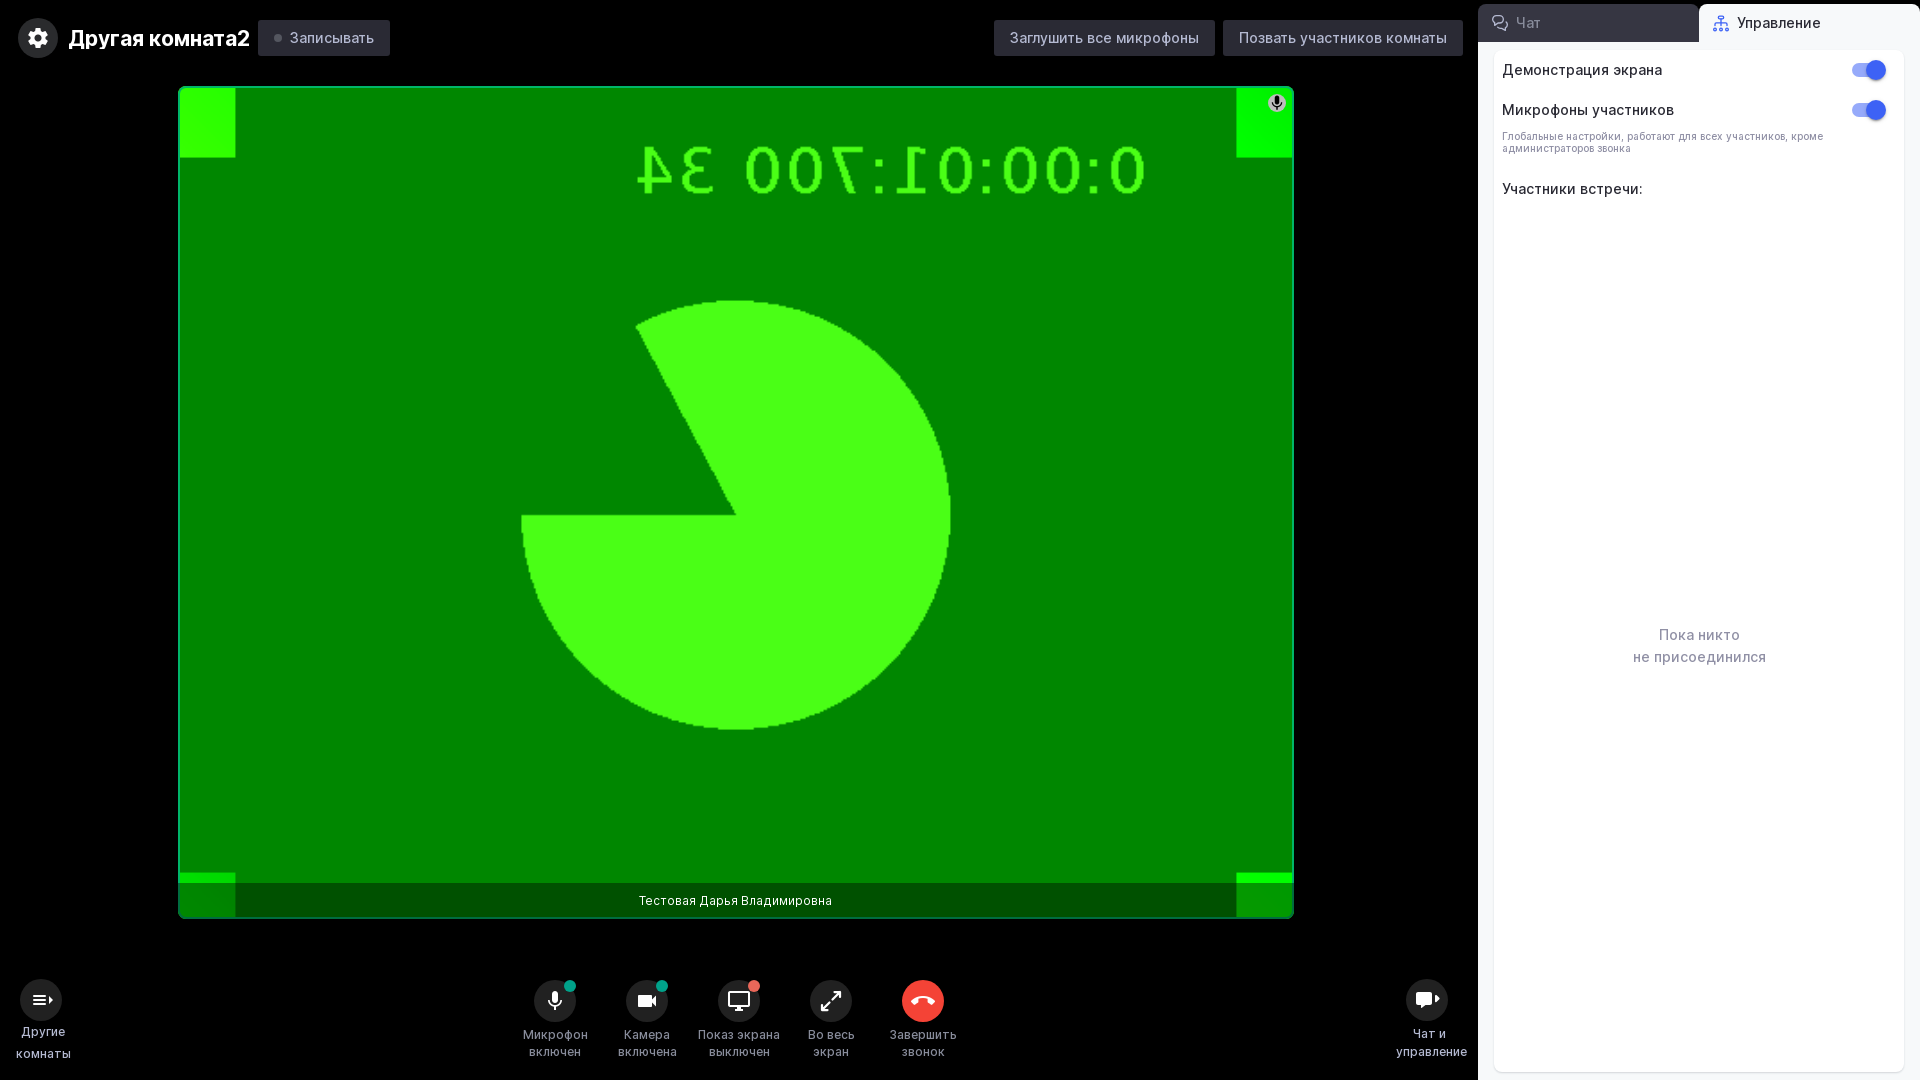 Другая комната2
Записывать
Заглушить все микрофоны
Позвать участников комнаты
Чат
Управление
Демонстрация экрана
Микрофоны участников
Глобальные настройки, работают для всех участников, кроме
администраторов звонка
Участники встречи:
0:00:01:700 34
Пока никто
не присоединился
Тестовая Дарья Владимировна
Другие
комнаты
Микрофон
включен
Камера
включена
Показ экрана
выключен
Во весь
экран
Завершить
звонок
Чат и
управление